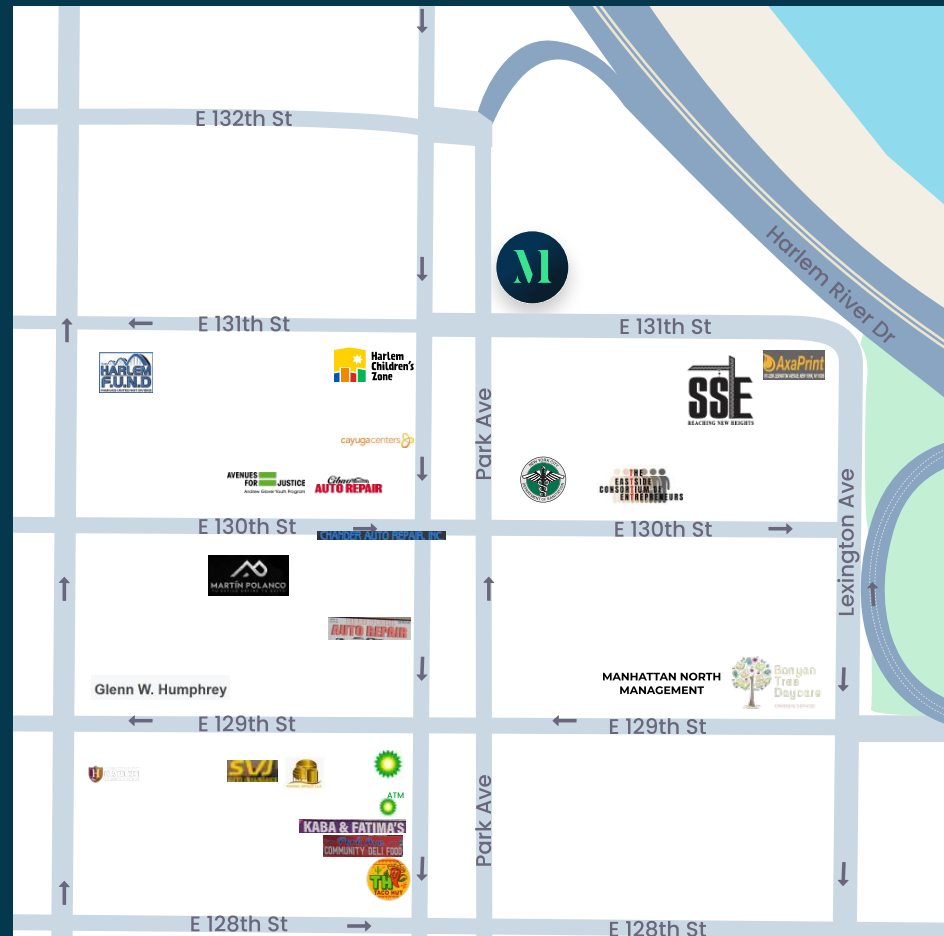 E 132th St
M
Harlem River Dr
E 131th St
E 131th St
HARLEM
F.U.N.D
Harlem
Children's
Zone
AxaPrint
SSE
REACHING NEW HEIGHTS
Park Ave
cayugacenters
AVENUES
FOR JUSTICE
Andrew Glover Youth Program
AUTO REPAIR
THE
EASTSIDE
CONSORTIUM OF
ENTREPRENEURS
Lexington Ave
E 130th St
E 130th St
CHANDER AUTO REPAIR, INC
MARTÍN POLANCO
AUTO REPAIR
Glenn W. Humphrey
MANHATTAN NORTH
MANAGEMENT
Banyan
Tree
Daycare
E 129th St
E 129th St
H
SVJ
ATM
Park Ave
KABA & FATIMA'S
COMMUNITY DELI FOOD
TH
TACO HUT
E 128th St
E 128th St